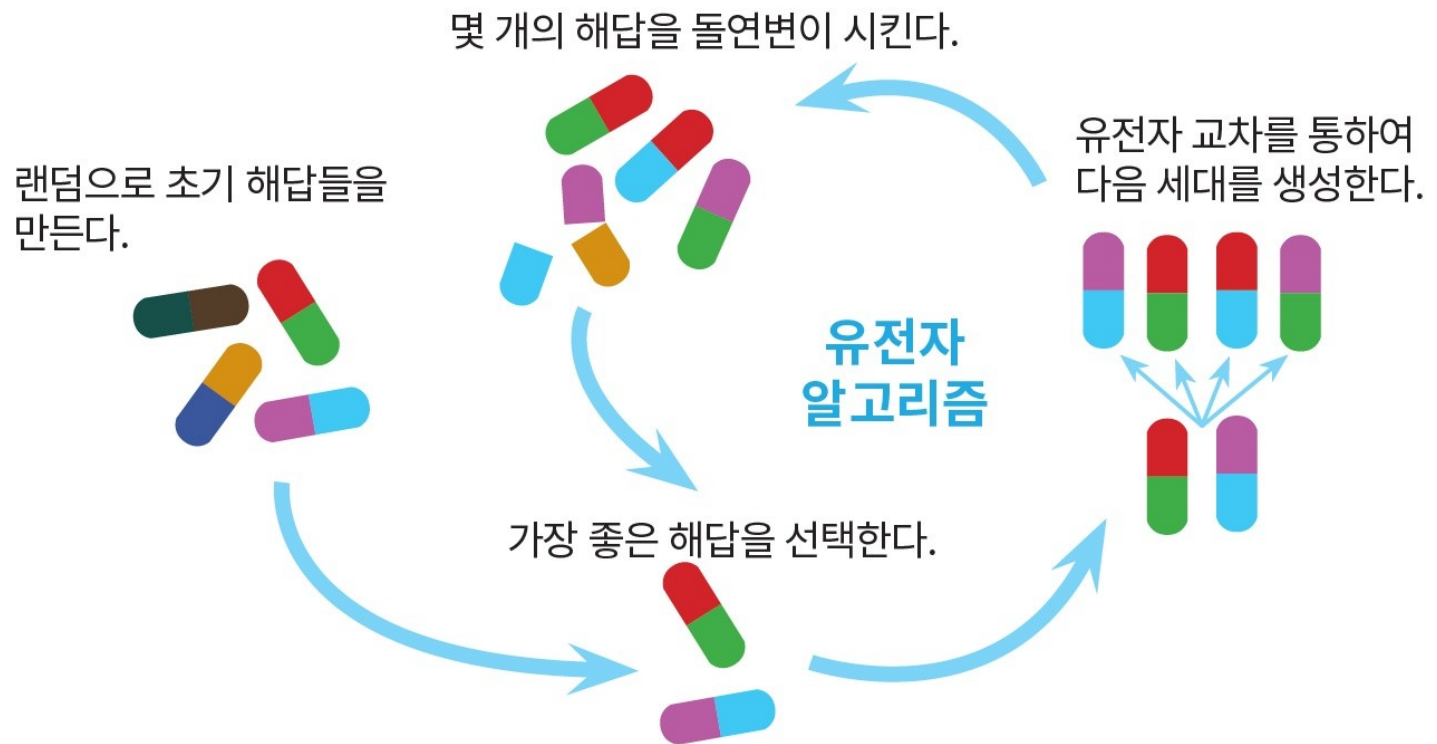 몇 개의 해답을 돌연변이 시킨다.
유전자 교차를 통하여
다음 세대를 생성한다.
랜덤으로 초기 해답들을
만든다.
유전자
알고리즘
가장 좋은 해답을 선택한다.